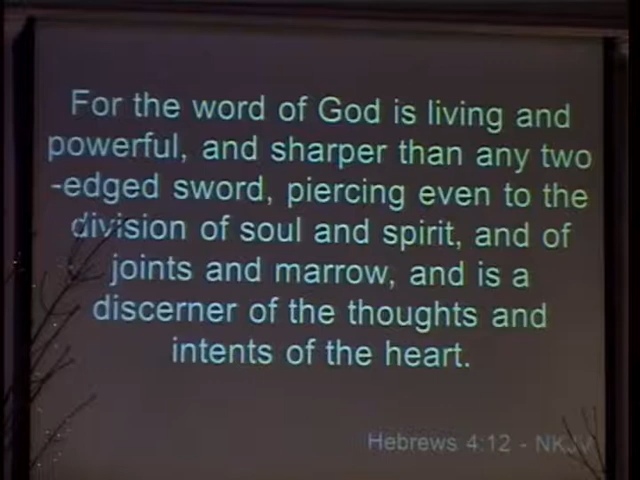 For the word of God is living and
powerful, and sharper than any two
-edged sword, piercing even to the
division of soul and spirit, and of
joints and marrow, and is a
discerner of the thoughts and
intents of the heart.
Hebrews 4:12 - NKJV